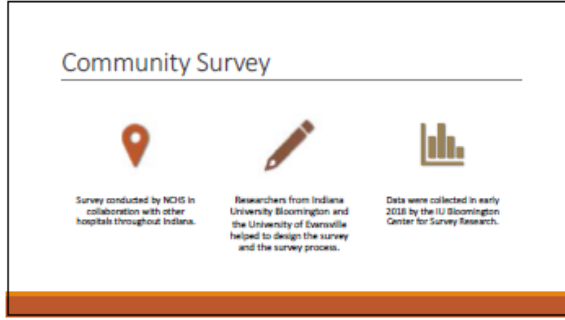 Community Survey
Survey conducted by NCHS in
collaboration with other
hospitals throughout Indiana.
Researchers from Indiana
University Bloomington and
the University of Evansville
helped to design the survey
and the survey process.
Data were collected in early
2018 by the IU Bloomington
Center for Survey Research.